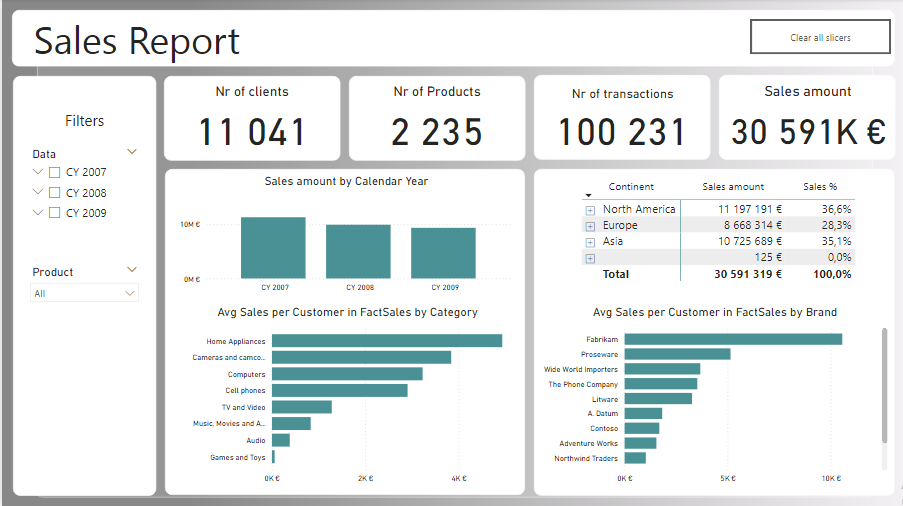 Sales Report
Clear all slicers
Filters
Data
CY 2007
CY 2008
CY 2009
Product
All
Nr of clients
11 041
Nr of Products
2 235
Nr of transactions
100 231
Sales amount
30 591K €
Sales amount by Calendar Year
10M €
0M €
CY 2007 CY 2008 CY 2009
Continent Sales amount Sales %
North America 11 197 191 € 36,6%
Europe 8 668 314 € 28,3%
Asia 10 725 689 € 35,1%
125 € 0,0%
Total 30 591 319 € 100,0%
Avg Sales per Customer in FactSales by Category
Home Appliances
Cameras and camco...
Computers
Cell phones
TV and Video
Music, Movies and A...
Audio
Games and Toys
0K € 2K € 4K €
Avg Sales per Customer in FactSales by Brand
Fabrikam
Proseware
Wide World Importers
The Phone Company
Litware
A. Datum
Contoso
Adventure Works
Northwind Traders
0K € 5K € 10K €